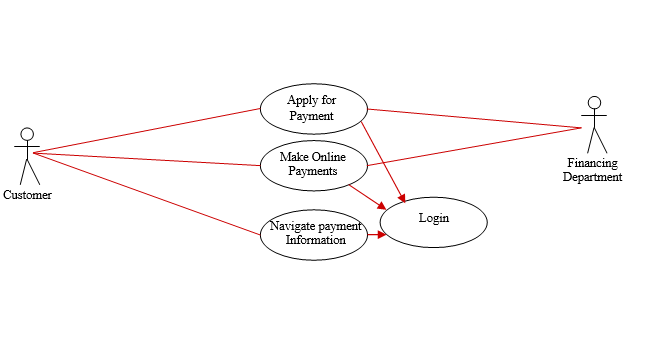 Apply for
Payment
Make Online
Payments
Financing
Department
Customer
Navigate payment
Information
Login